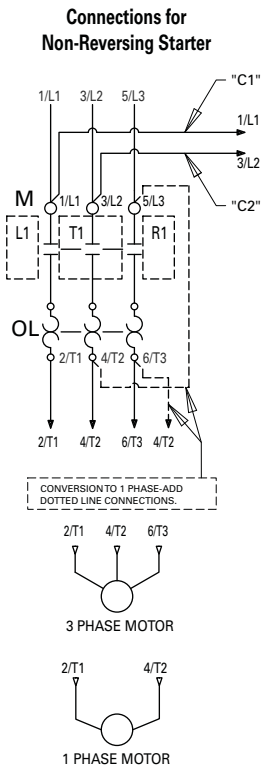 Connections for
Non-Reversing Starter
"C1"
1/L1 3/L2 5/L3
1/L1
3/L2
"C2"
M 1/L1 3/L2 5/L3
L1 T1 R1
OL
2/T1 4/T2 6/T3
2/T1 4/T2 6/T3 4/T2
CONVERSION TO 1 PHASE-ADD
DOTTED LINE CONNECTIONS.
2/T1 4/T2 6/T3
3 PHASE MOTOR
2/T1 4/T2
1 PHASE MOTOR